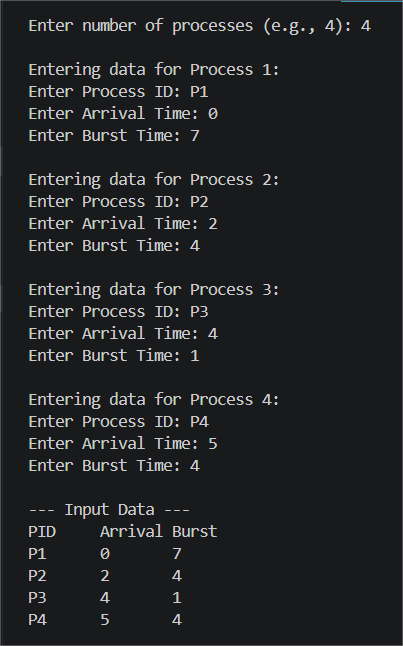 Enter number of processes (e.g., 4): 4
Entering data for Process 1:
Enter Process ID: P1
Enter Arrival Time: 0
Enter Burst Time: 7
Entering data for Process 2:
Enter Process ID: P2
Enter Arrival Time: 2
Enter Burst Time: 4
Entering data for Process 3:
Enter Process ID: P3
Enter Arrival Time: 4
Enter Burst Time: 1
Entering data for Process 4:
Enter Process ID: P4
Enter Arrival Time: 5
Enter Burst Time: 4
--- Input Data ---
PID Arrival Burst
P1 0 7
P2 2 4
P3 4 1
P4 5 4